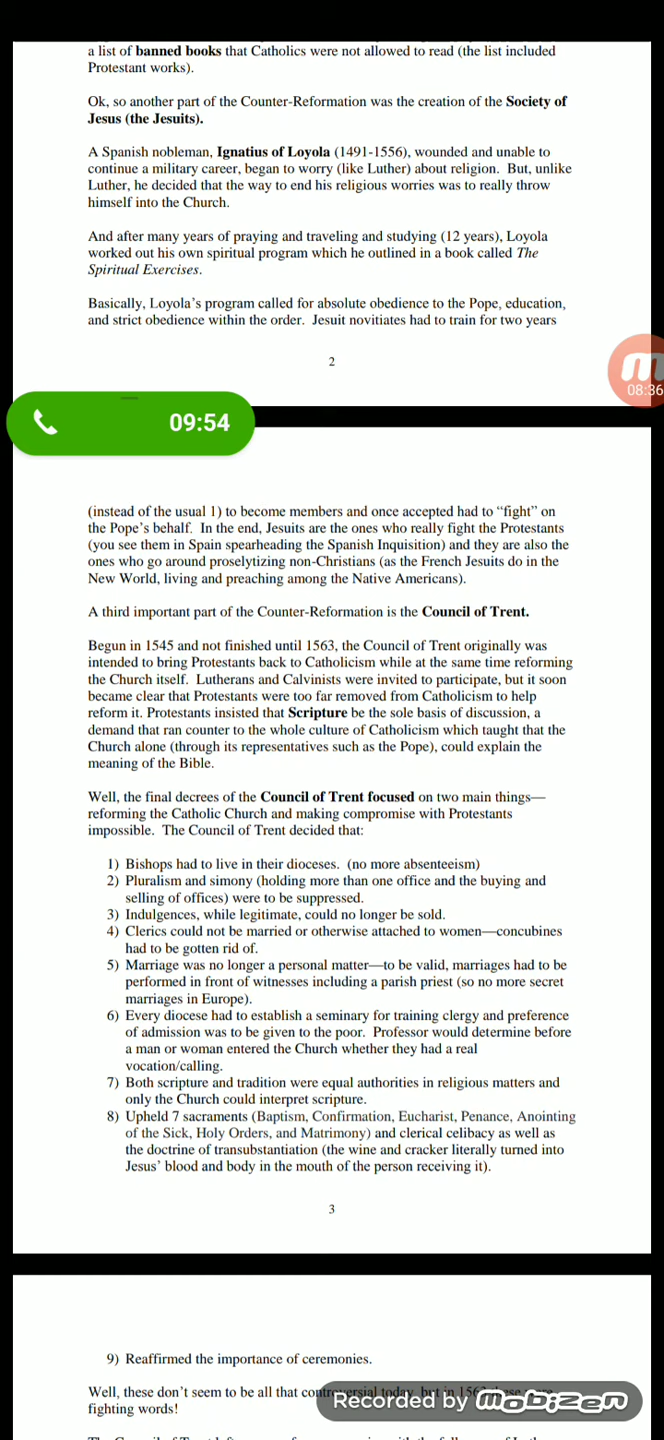 a list of banned books that Catholics were not allowed to read (the list included
Protestant works).
Ok, so another part of the Counter-Reformation was the creation of the Society of
Jesus (the Jesuits).
A Spanish nobleman, Ignatius of Loyola (1491-1556), wounded and unable to
continue a military career, began to worry (like Luther) about religion. But, unlike
Luther, he decided that the way to end his religious worries was to really throw
himself into the Church.
And after many years of praying and traveling and studying (12 years), Loyola
worked out his own spiritual program which he outlined in a book called The
Spiritual Exercises.
Basically, Loyola's program called for absolute obedience to the Pope, education,
and strict obedience within the order. Jesuit novitiates had to train for two years
2
08:36
09:54
(instead of the usual 1) to become members and once accepted had to "fight" on
the Pope's behalf. In the end, Jesuits are the ones who really fight the Protestants
(you see them in Spain spearheading the Spanish Inquisition) and they are also the
ones who go around proselytizing non-Christians (as the French Jesuits do in the
New World, living and preaching among the Native Americans).
A third important part of the Counter-Reformation is the Council of Trent.
Begun in 1545 and not finished until 1563, the Council of Trent originally was
intended to bring Protestants back to Catholicism while at the same time reforming
the Church itself. Lutherans and Calvinists were invited to participate, but it soon
became clear that Protestants were too far removed from Catholicism to help
reform it. Protestants insisted that Scripture be the sole basis of discussion, a
demand that ran counter to the whole culture of Catholicism which taught that the
Church alone (through its representatives such as the Pope), could explain the
meaning of the Bible.
Well, the final decrees of the Council of Trent focused on two main things—
reforming the Catholic Church and making compromise with Protestants
impossible. The Council of Trent decided that:
1) Bishops had to live in their dioceses. (no more absenteeism)
2) Pluralism and simony (holding more than one office and the buying and
selling of offices) were to be suppressed.
3) Indulgences, while legitimate, could no longer be sold.
4) Clerics could not be married or otherwise attached to women—concubines
had to be gotten rid of.
5) Marriage was no longer a personal matter—to be valid, marriages had to be
performed in front of witnesses including a parish priest (so no more secret
marriages in Europe).
6) Every diocese had to establish a seminary for training clergy and preference
of admission was to be given to the poor. Professor would determine before
a man or woman entered the Church whether they had a real
vocation/calling.
7) Both scripture and tradition were equal authorities in religious matters and
only the Church could interpret scripture.
8) Upheld 7 sacraments (Baptism, Confirmation, Eucharist, Penance, Anointing
of the Sick, Holy Orders, and Matrimony) and clerical celibacy as well as
the doctrine of transubstantiation (the wine and cracker literally turned into
Jesus' blood and body in the mouth of the person receiving it).
3
9) Reaffirmed the importance of ceremonies.
Well, these don't seem to be all that controversial today, but in
fighting words!
Recorded by mobizen